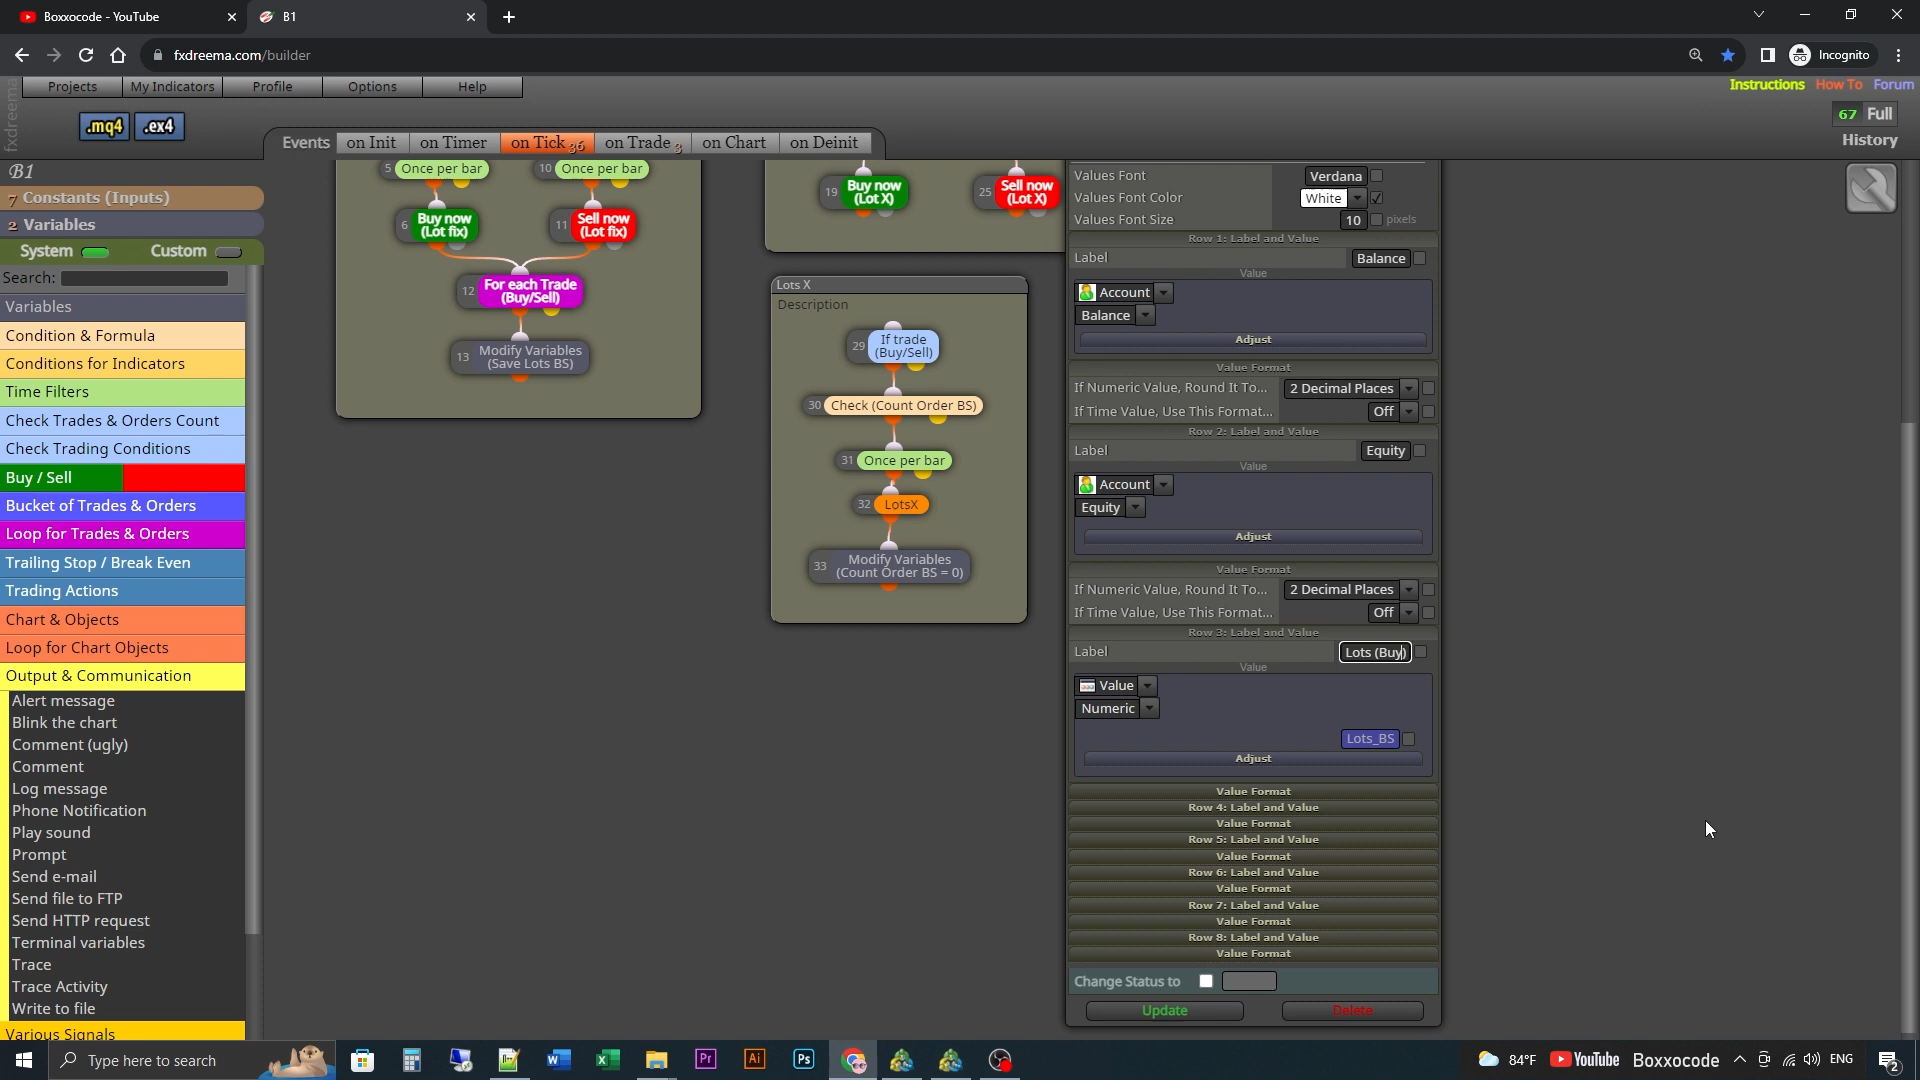 Boxxocode - YouTube
B1
fxdreema.com/builder
Incognito
Projects
My Indicators
Profile
Options
Help
Instructions How To Forum
fxdreema
.mq4 .ex4
67 Full
History
Events on Init on Timer on Tick 36 on Trade 3 on Chart on Deinit
B1
7 Constants (Inputs)
2 Variables
System Custom
Search:
Variables
Condition & Formula
Conditions for Indicators
Time Filters
Check Trades & Orders Count
Check Trading Conditions
Buy / Sell
Bucket of Trades & Orders
Loop for Trades & Orders
Trailing Stop / Break Even
Trading Actions
Chart & Objects
Loop for Chart Objects
Output & Communication
Alert message
Blink the chart
Comment (ugly)
Comment
Log message
Phone Notification
Play sound
Prompt
Send e-mail
Send file to FTP
Send HTTP request
Terminal variables
Trace
Trace Activity
Write to file
Various Signals
5 Once per bar
10 Once per bar
6 Buy now
(Lot fix)
11 Sell now
(Lot fix)
12 For each Trade
(Buy/Sell)
13 Modify Variables
(Save Lots BS)
19 Buy now
(Lot X)
25 Sell now
(Lot X)
Lots X
Description
29 If trade
(Buy/Sell)
30 Check (Count Order BS)
31 Once per bar
32 LotsX
33 Modify Variables
(Count Order BS = 0)
Values Font Verdana
Values Font Color White
Values Font Size 10 pixels
Row 1: Label and Value
Label Balance
Value
Account
Balance
Adjust
Value Format
If Numeric Value, Round It To... 2 Decimal Places
If Time Value, Use This Format... Off
Row 2: Label and Value
Label Equity
Value
Account
Equity
Adjust
Value Format
If Numeric Value, Round It To... 2 Decimal Places
If Time Value, Use This Format... Off
Row 3: Label and Value
Label Lots (Buy)
Value
Value
Numeric
Lots_BS
Adjust
Value Format
Row 4: Label and Value
Value Format
Row 5: Label and Value
Value Format
Row 6: Label and Value
Value Format
Row 7: Label and Value
Value Format
Row 8: Label and Value
Value Format
Change Status to
Update Delete
Type here to search
Pr
Ai
Ps
84°F
YouTube Boxxocode
ENG
2